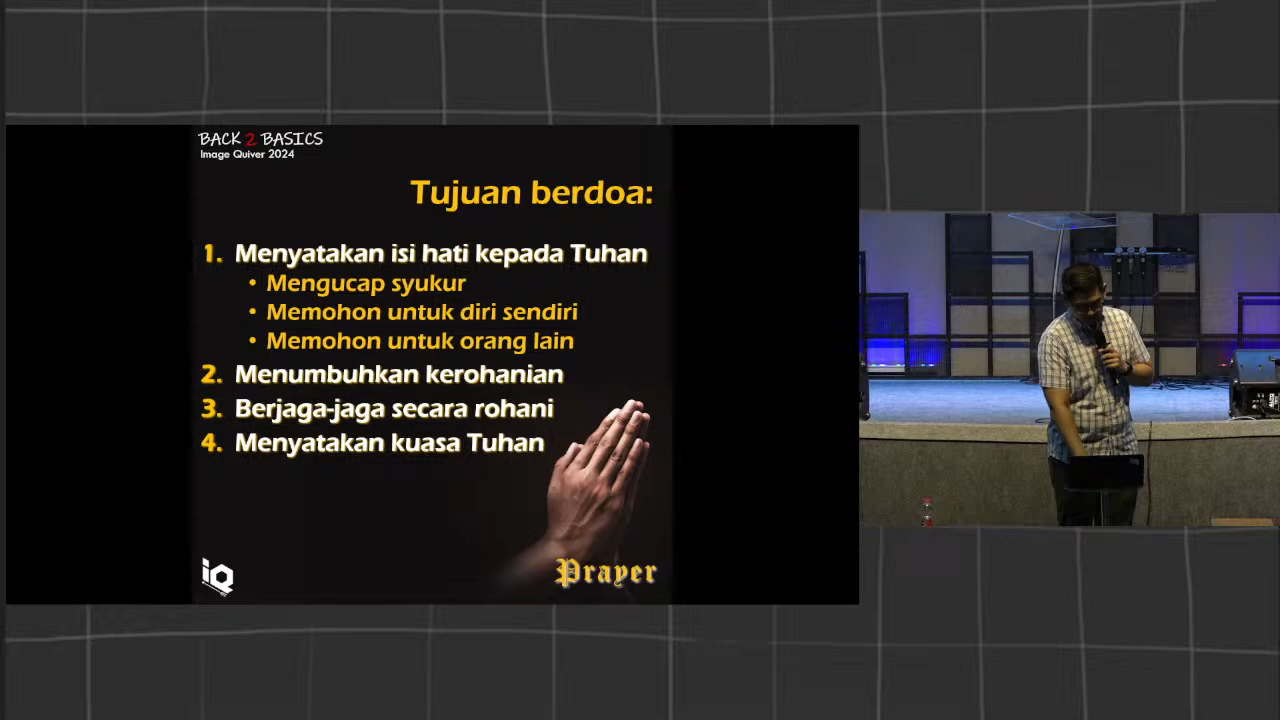 BACK 2 BASICS
Image Quiver 2024
Tujuan berdoa:
1. Menyatakan isi hati kepada Tuhan
• Mengucap syukur
• Memohon untuk diri sendiri
• Memohon untuk orang lain
2. Menumbuhkan kerohanian
3. Berjaga-jaga secara rohani
4. Menyatakan kuasa Tuhan
iQ
Prayer